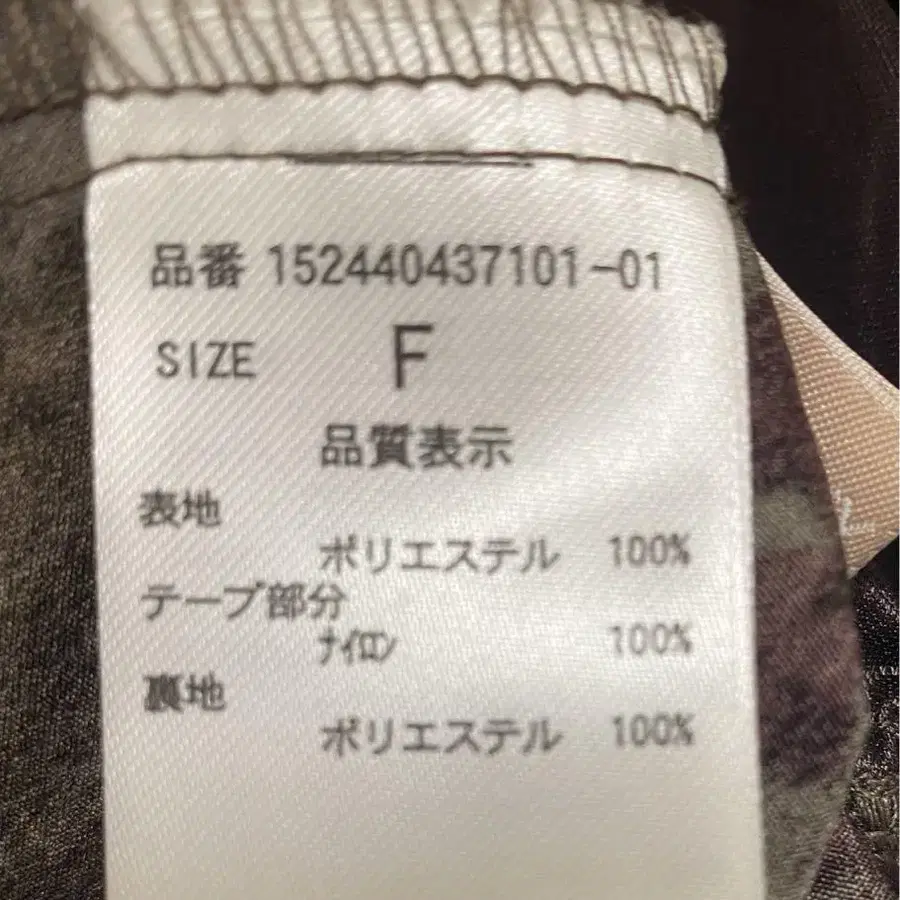 品番 152440437101-01
SIZE F
品質表示
表地
ポリエステル 100%
テープ部分
ナイロン 100%
裏地
ポリエステル 100%